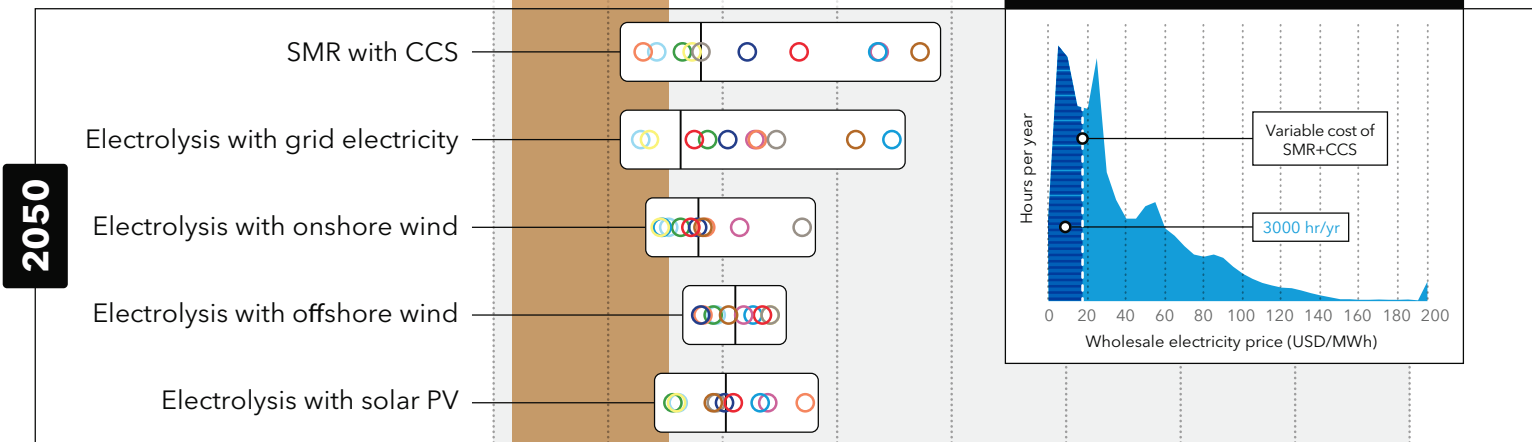 2050
SMR with CCS
Electrolysis with grid electricity
Electrolysis with onshore wind
Electrolysis with offshore wind
Electrolysis with solar PV
Hours per year
Variable cost of
SMR+CCS
3000 hr/yr
0 20 40 60 80 100 120 140 160 180 200
Wholesale electricity price (USD/MWh)